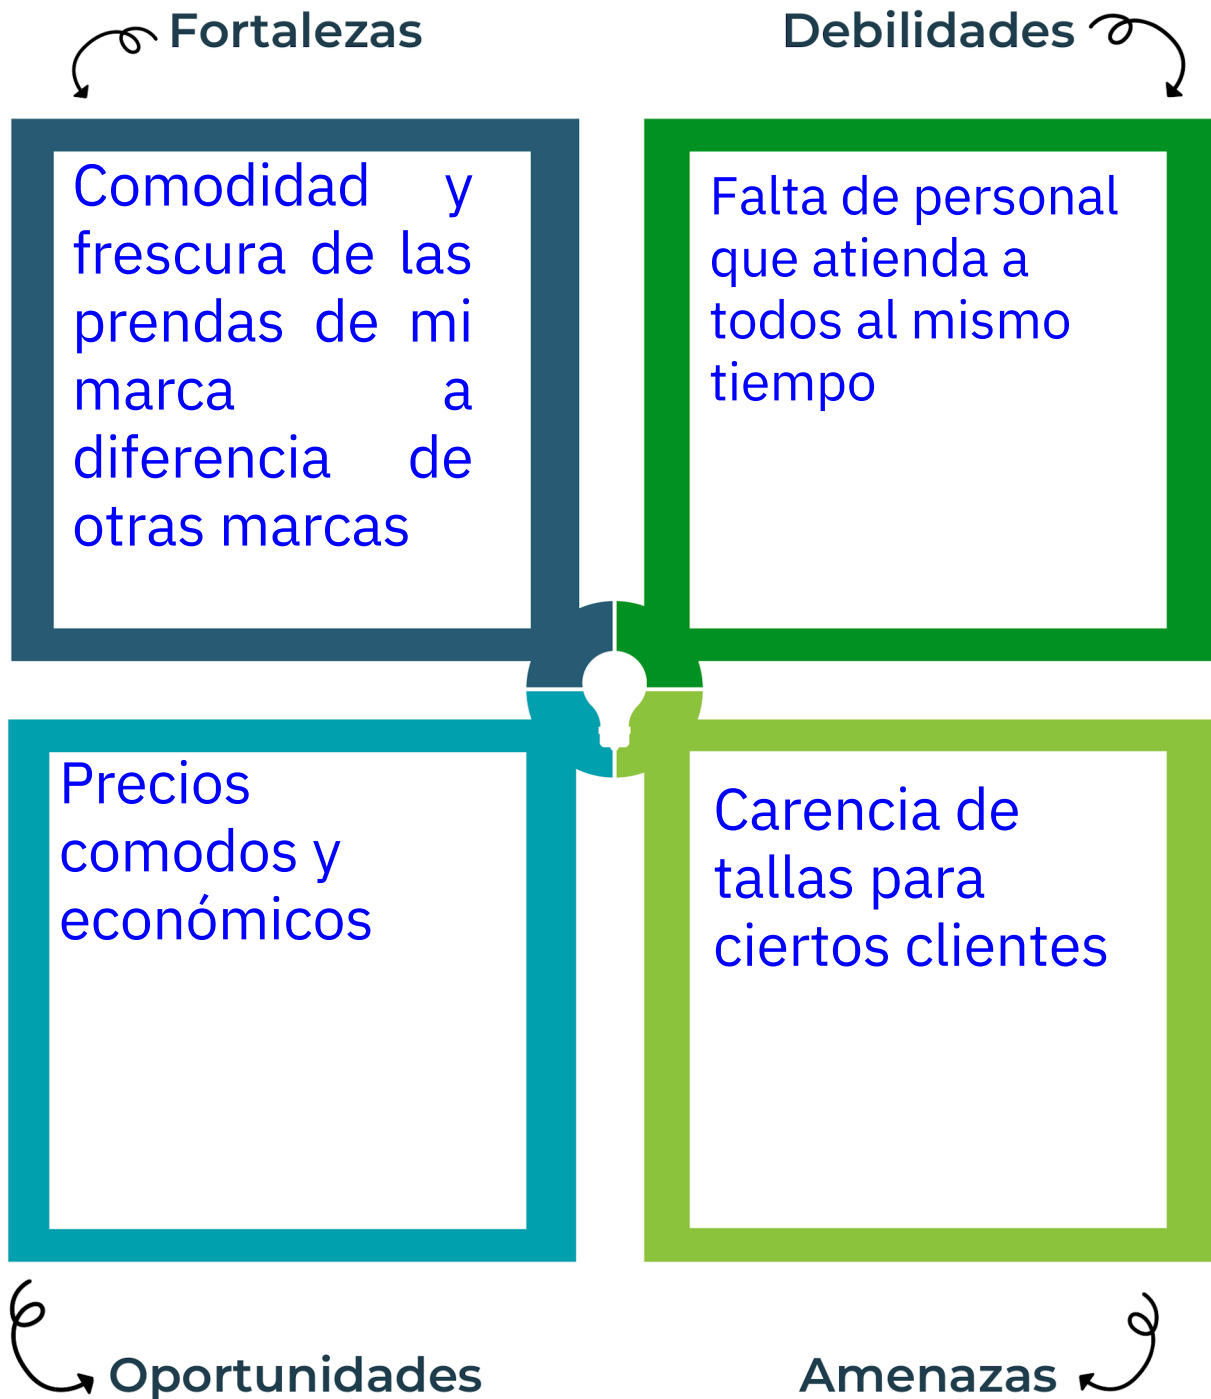 Fortalezas
Comodidad y
frescura de las
prendas de mi
marca a
diferencia de
otras marcas
Debilidades
Falta de personal
que atienda a
todos al mismo
tiempo
Precios
comodos y
económicos
Oportunidades
Carencia de
tallas para
ciertos clientes
Amenazas